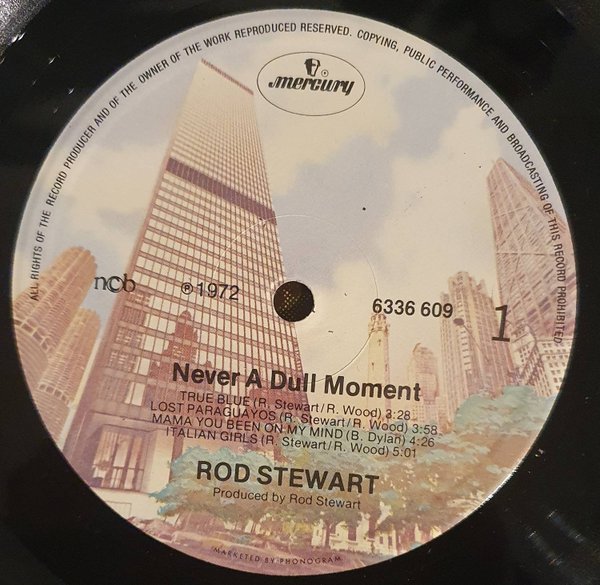 ALL RIGHTS OF THE RECORD PRODUCER AND OF THE OWNER OF THE WORK REPRODUCED RESERVED. COPYING, PUBLIC PERFORMANCE AND BROADCASTING OF THIS RECORD PROHIBITED
mercury
ncb
℗ 1972
6336 609
1
Never A Dull Moment
TRUE BLUE (R. Stewart/R. Wood) 3:28
LOST PARAGUAYOS (R. Stewart/R. Wood) 3:58
MAMA YOU BEEN ON MY MIND (B. Dylan) 4:26
ITALIAN GIRLS (R. Stewart/R. Wood) 5:01
ROD STEWART
Produced by Rod Stewart
MARKETED BY PHONOGRAM